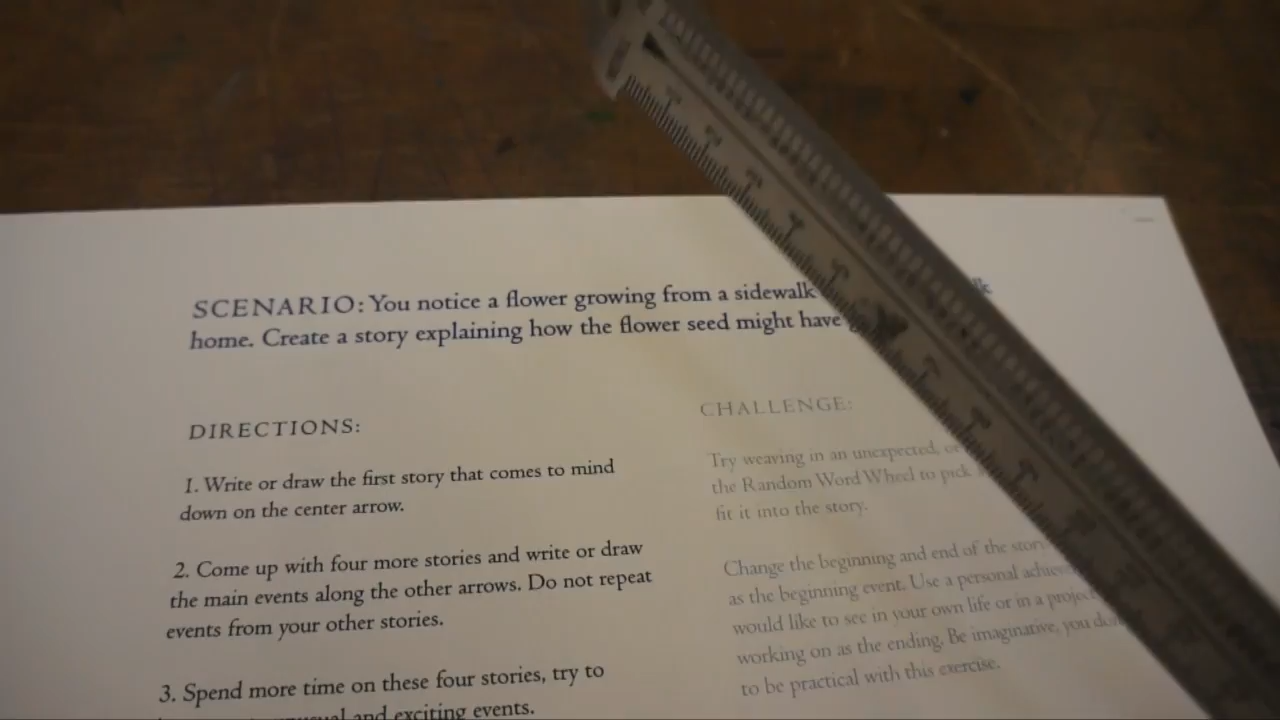 SCENARIO: You notice a flower growing from a sidewalk
home. Create a story explaining how the flower seed might have
DIRECTIONS:
1. Write or draw the first story that comes to mind
down on the center arrow.
2. Come up with four more stories and write or draw
the main events along the other arrows. Do not repeat
events from your other stories.
3. Spend more time on these four stories, try to
and exciting events.
CHALLENGE:
Try weaving in an unexpected,
the Random Word Wheel to pick
fit it into the story.
Change the beginning and end of the
as the beginning event. Use a personal
would like to see in your own life or in a
working on as the ending. Be imaginative, you
to be practical with this exercise.